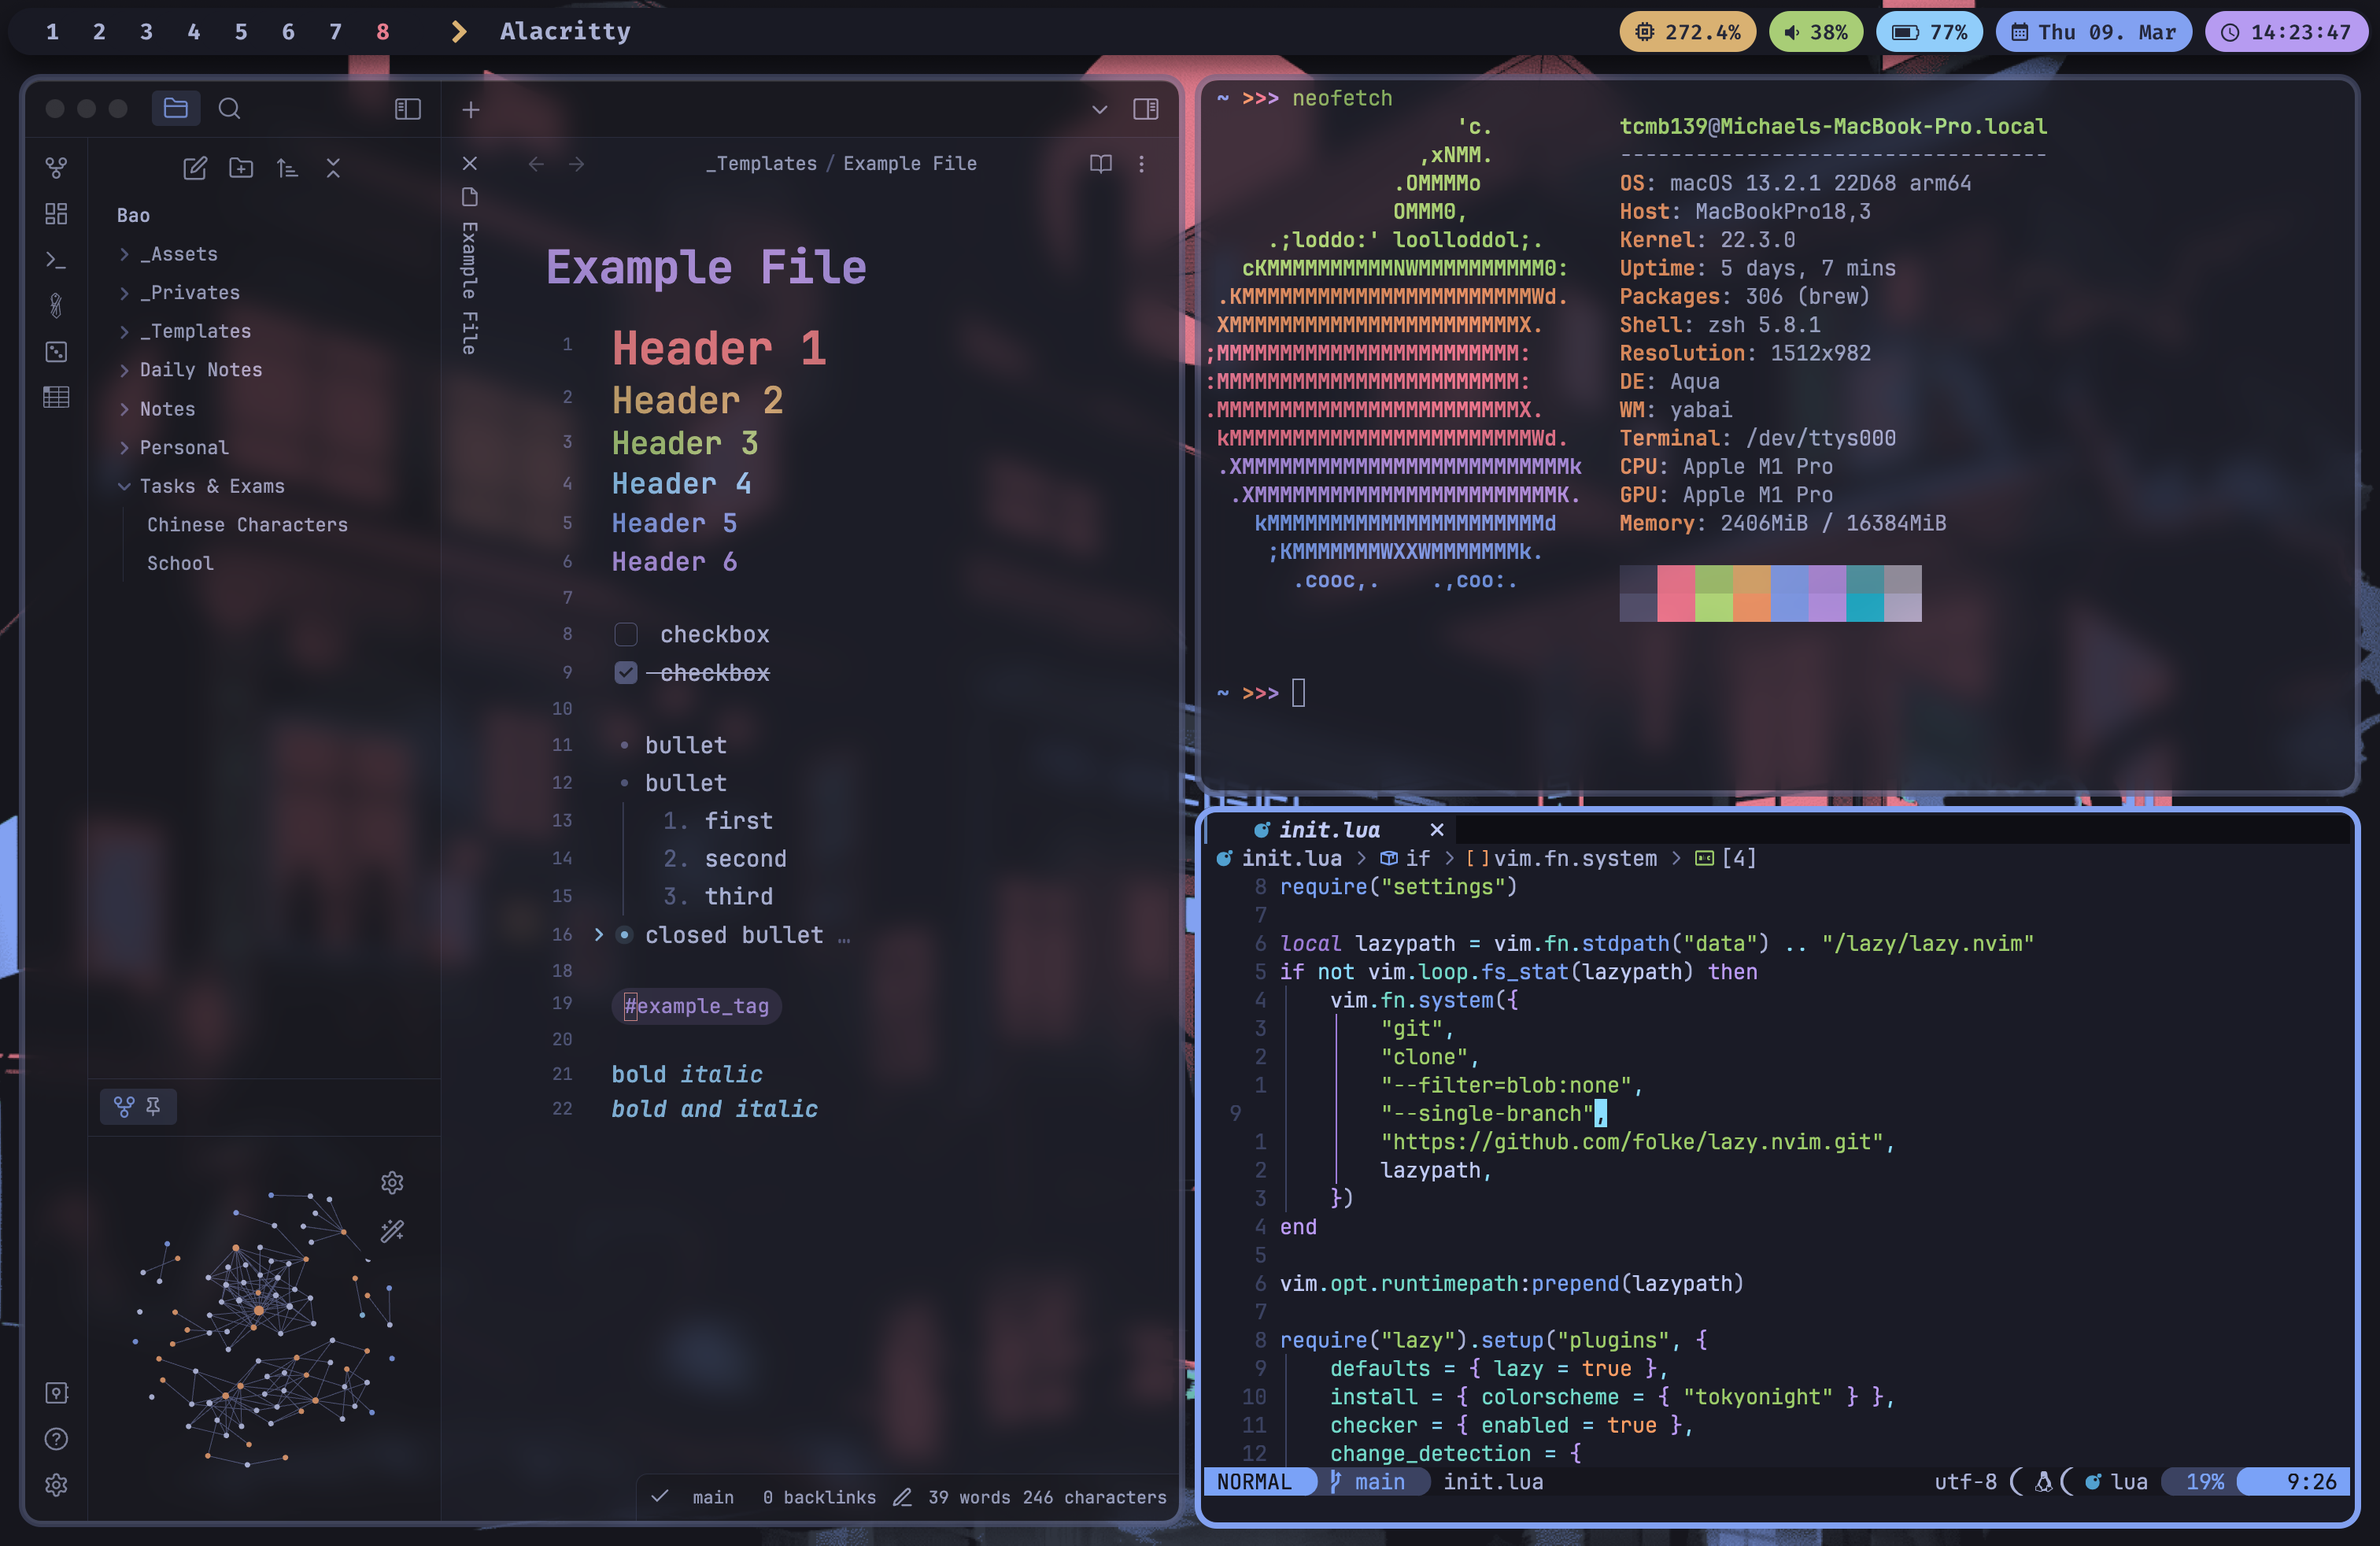 1 2 3 4 5 6 7 8 Alacritty 272.4% 38% 77% Thu 09. Mar 14:23:47
_Templates / Example File
Example File
Bao
_Assets
_Privates
_Templates
Daily Notes
Notes
Personal
Tasks & Exams
Chinese Characters
School
Example File
1 Header 1
2 Header 2
3 Header 3
4 Header 4
5 Header 5
6 Header 6
7
8 checkbox
9 checkbox
10
11 • bullet
12 • bullet
13 1. first
14 2. second
15 3. third
16 • closed bullet …
18
19 #example_tag
20
21 bold italic
22 bold and italic
main 0 backlinks 39 words 246 characters
~ >>> neofetch
'c.
,xNMM.
.OMMMMo
OMMM0,
.;loddo:' loolloddol;.
cKMMMMMMMMMMNWMMMMMMMMMM0:
.KMMMMMMMMMMMMMMMMMMMMMMMWd.
XMMMMMMMMMMMMMMMMMMMMMMMX.
;MMMMMMMMMMMMMMMMMMMMMMMM:
:MMMMMMMMMMMMMMMMMMMMMMMM:
.MMMMMMMMMMMMMMMMMMMMMMMMX.
kMMMMMMMMMMMMMMMMMMMMMMMMWd.
.XMMMMMMMMMMMMMMMMMMMMMMMMMMk
.XMMMMMMMMMMMMMMMMMMMMMMMMK.
kMMMMMMMMMMMMMMMMMMMMMMd
;KMMMMMMMWXXWMMMMMMMk.
.cooc,. .,coo:.
tcmb139@Michaels-MacBook-Pro.local
----------------------------------
OS: macOS 13.2.1 22D68 arm64
Host: MacBookPro18,3
Kernel: 22.3.0
Uptime: 5 days, 7 mins
Packages: 306 (brew)
Shell: zsh 5.8.1
Resolution: 1512x982
DE: Aqua
WM: yabai
Terminal: /dev/ttys000
CPU: Apple M1 Pro
GPU: Apple M1 Pro
Memory: 2406MiB / 16384MiB
~ >>>
init.lua ×
init.lua > if > []vim.fn.system > [4]
8 require("settings")
7
6 local lazypath = vim.fn.stdpath("data") .. "/lazy/lazy.nvim"
5 if not vim.loop.fs_stat(lazypath) then
4 vim.fn.system({
3 "git",
2 "clone",
1 "--filter=blob:none",
9 "--single-branch",
1 "https://github.com/folke/lazy.nvim.git",
2 lazypath,
3 })
4 end
5
6 vim.opt.runtimepath:prepend(lazypath)
7
8 require("lazy").setup("plugins", {
9 defaults = { lazy = true },
10 install = { colorscheme = { "tokyonight" } },
11 checker = { enabled = true },
12 change_detection = {
NORMAL main init.lua utf-8 lua 19% 9:26